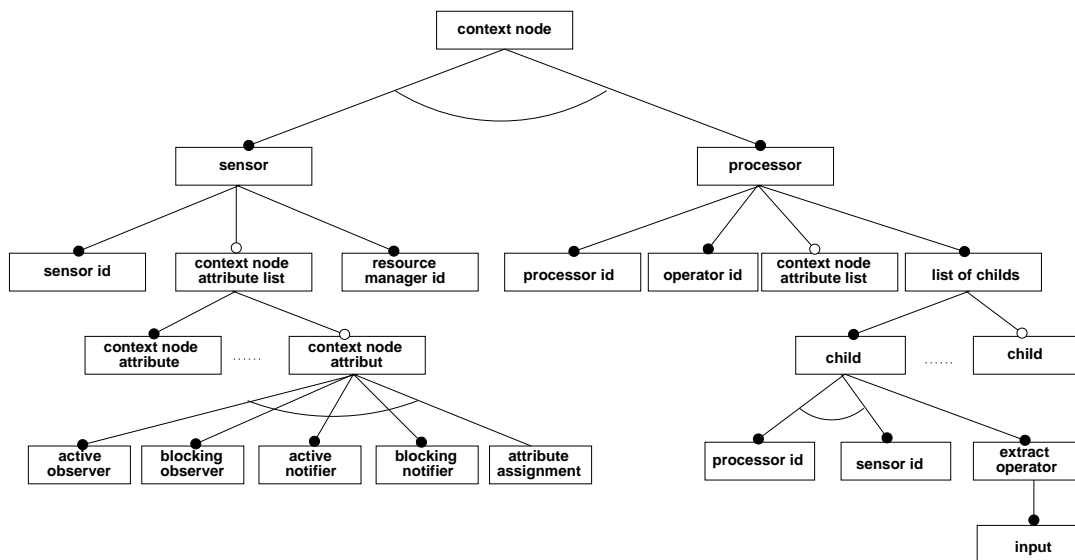 context node
sensor
processor
sensor id
context node
attribute list
resource
manager id
processor id
operator id
context node
attribute list
list of childs
context node
attribute
......
context node
attribut
child
......
child
active
observer
blocking
observer
active
notifier
blocking
notifier
attribute
assignment
processor id
sensor id
extract
operator
input